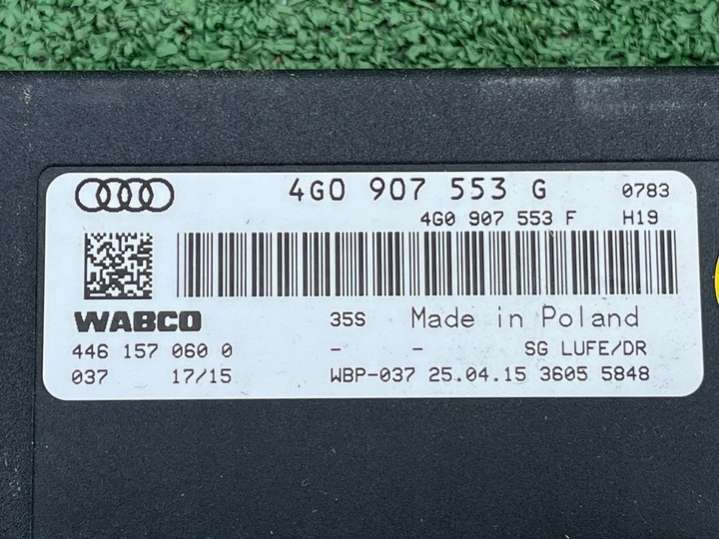 4G0 907 553 G 0783
4G0 907 553 F H19
WABCO 35S Made in Poland
446 157 060 0 - - SG LUFE/DR
037 17/15 WBP-037 25.04.15 3605 5848